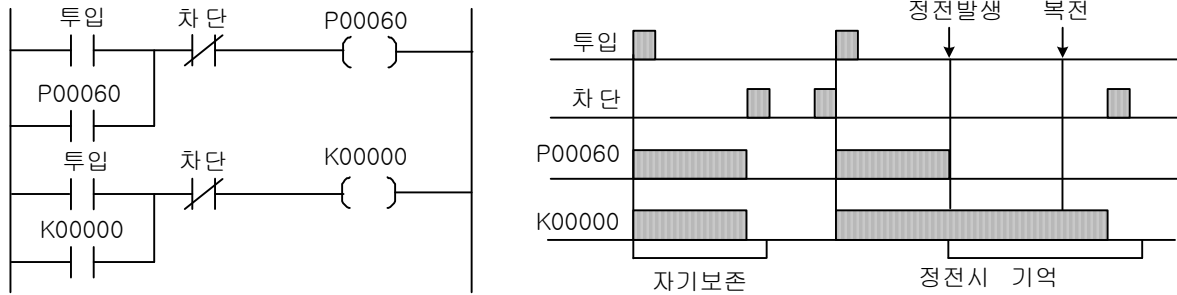 투입 차단 P00060
P00060
투입 차단 K00000
K00000
정전발생 복전
투입
차단
P00060
K00000
자기보존 정전시 기억